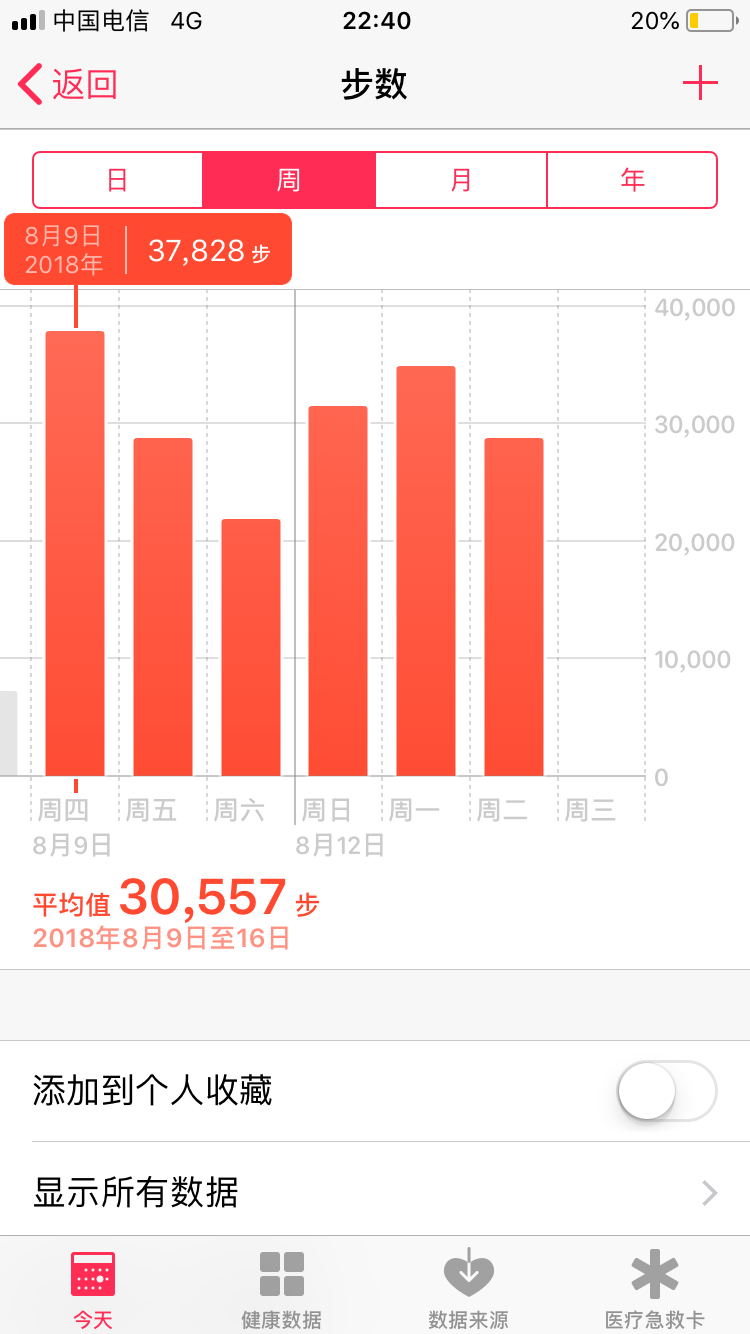 中国电信 4G 22:40 20%
返回 步数
日 周 月 年
8月9日
2018年
37,828 步
40,000
30,000
20,000
10,000
0
周四 周五 周六 周日 周一 周二 周三
8月9日 8月12日
平均值 30,557 步
2018年8月9日至16日
添加到个人收藏
显示所有数据
今天 健康数据 数据来源 医疗急救卡